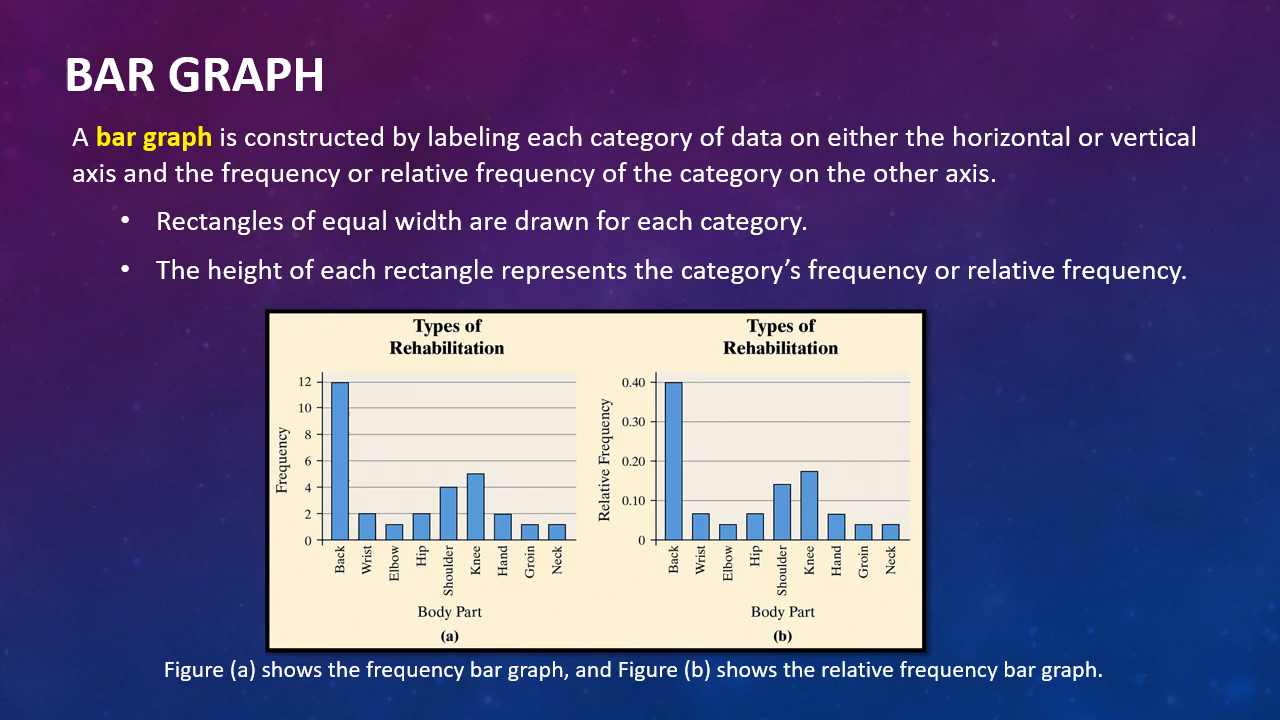 BAR GRAPH
A bar graph is constructed by labeling each category of data on either the horizontal or vertical
axis and the frequency or relative frequency of the category on the other axis.
• Rectangles of equal width are drawn for each category.
• The height of each rectangle represents the category’s frequency or relative frequency.
Types of
Rehabilitation
12
10
8
6
4
2
0
Frequency
Back
Wrist
Elbow
Hip
Shoulder
Knee
Hand
Groin
Neck
Body Part
(a)
Types of
Rehabilitation
0.40
0.30
0.20
0.10
0
Relative Frequency
Back
Wrist
Elbow
Hip
Shoulder
Knee
Hand
Groin
Neck
Body Part
(b)
Figure (a) shows the frequency bar graph, and Figure (b) shows the relative frequency bar graph.